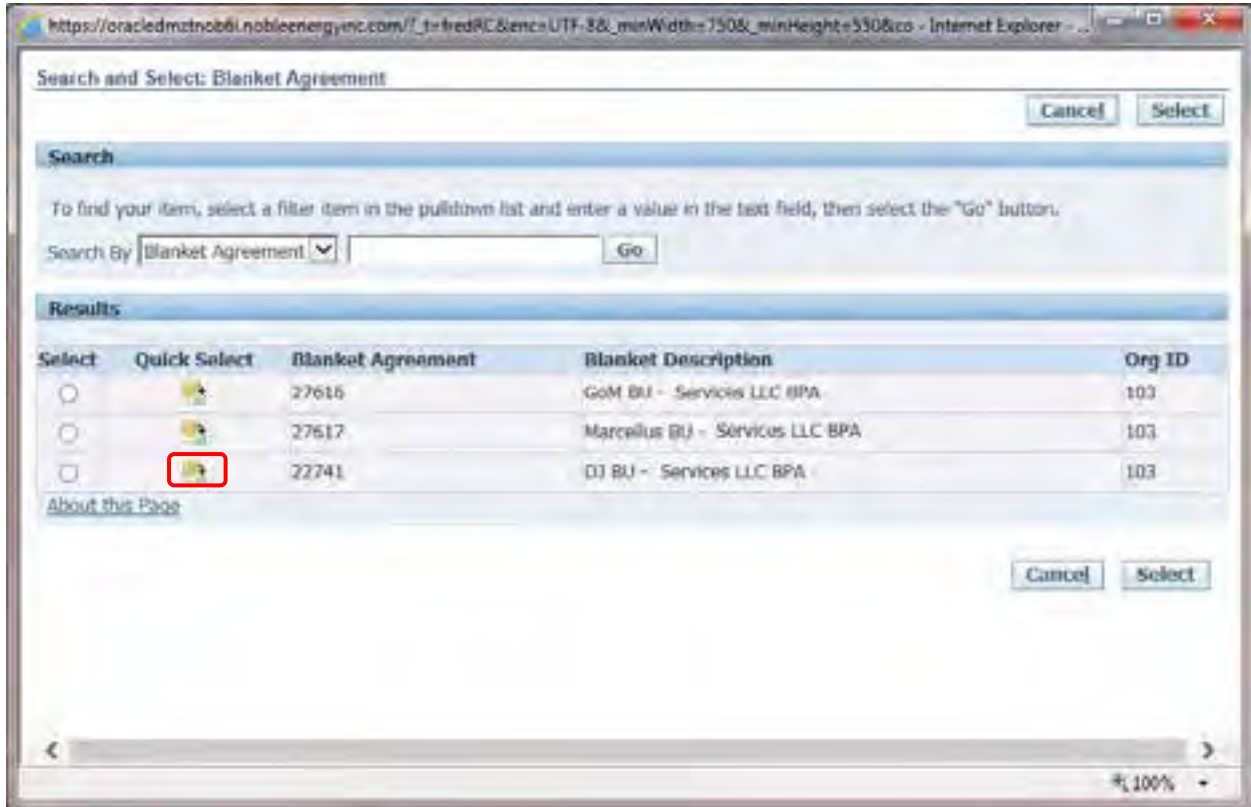 https://oracledmztnob6i.nobleenergyinc.com/?_t=fredRC&enc=UTF-8&_minWidth=750&_minHeight=550&co - Internet Explorer - ...
Search and Select: Blanket Agreement
Cancel Select
Search
To find your item, select a filter item in the pulldown list and enter a value in the text field, then select the "Go" button.
Search By Blanket Agreement Go
Results
Select Quick Select Blanket Agreement Blanket Description Org ID
27616 GoM BU - Services LLC BPA 103
27617 Marcellus BU - Services LLC BPA 103
22741 DJ BU - Services LLC BPA 103
About this Page
Cancel Select
100%